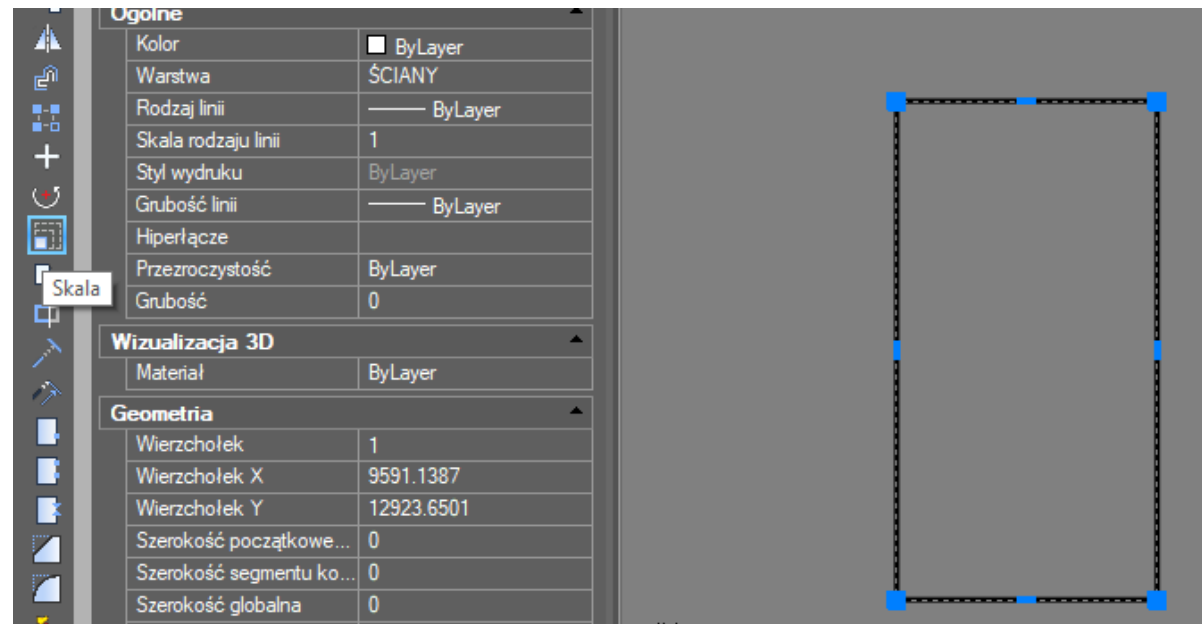 Ogólne
Kolor ByLayer
Warstwa ŚCIANY
Rodzaj linii ByLayer
Skala rodzaju linii 1
Styl wydruku ByLayer
Grubość linii ByLayer
Hiperłącze
Przezroczystość ByLayer
Skala
Grubość 0
Wizualizacja 3D
Materiał ByLayer
Geometria
Wierzchołek 1
Wierzchołek X 9591.1387
Wierzchołek Y 12923.6501
Szerokość początkowe... 0
Szerokość segmentu ko... 0
Szerokość globalna 0